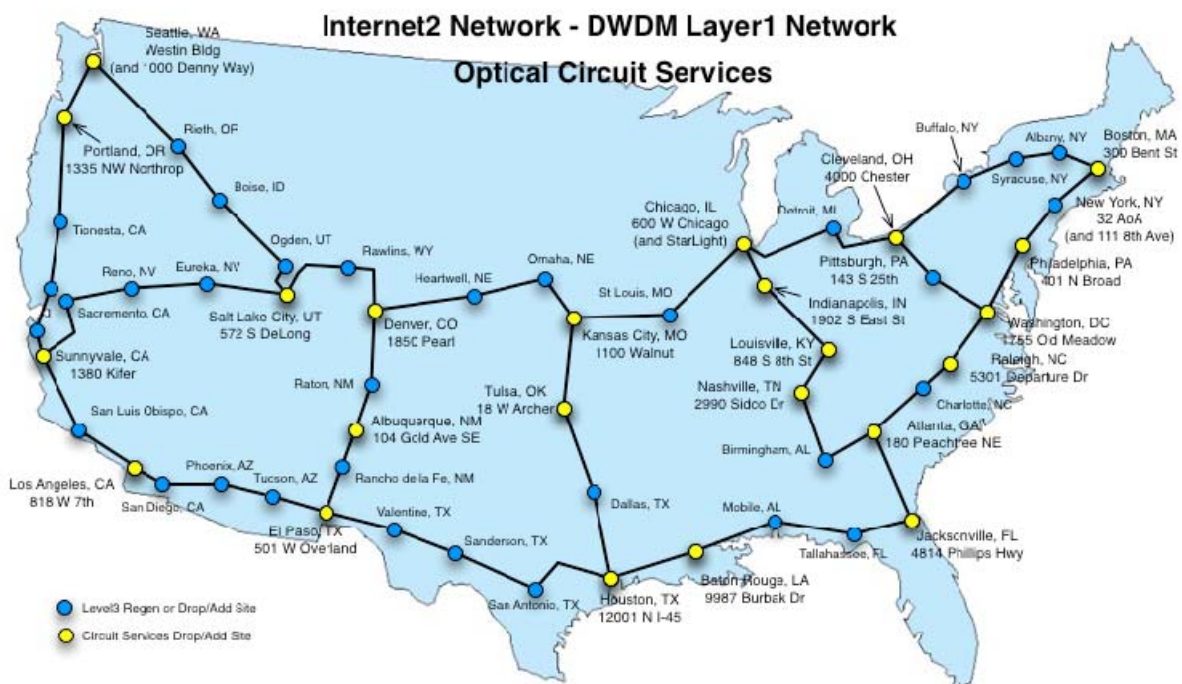 Internet2 Network - DWDM Layer1 Network
Optical Circuit Services
Seattle, WA
Westin Bldg
(and 1000 Denny Way)
Portland, OR
1335 NW Northrop
Rieth, OR
Boise, ID
Tionesta, CA
Ogden, UT
Rawlins, WY
Reno, NV
Eureka, NV
Sacremento, CA
Salt Lake City, UT
572 S DeLong
Sunnyvale, CA
1380 Kifer
San Luis Obispo, CA
Los Angeles, CA
818 W 7th
San Diego, CA
Phoenix, AZ
Tucson, AZ
El Paso, TX
501 W Overland
Heartwell, NE
Omaha, NE
Denver, CO
1850 Pearl
Raton, NM
Albuquarque, NM
104 Gold Ave SE
Rancho de la Fe, NM
Valentine, TX
Sanderson, TX
San Antonio, TX
Kansas City, MO
1100 Walnut
St Louis, MO
Tulsa, OK
18 W Archer
Dallas, TX
Houston, TX
12001 N I-45
Chicago, IL
600 W Chicago
(and StarLight)
Detroit, MI
Cleveland, OH
4000 Chester
Buffalo, NY
Albany, NY
Syracuse, NY
Boston, MA
300 Bent St
New York, NY
32 AoA
(and 111 8th Ave)
Philadelphia, PA
401 N Broad
Pittsburgh, PA
143 S 25th
Indianapolis, IN
1902 S East St
Washington, DC
1755 Old Meadow
Louisville, KY
848 S 8th St
Raleigh, NC
5301 Departure Dr
Nashville, TN
2990 Sidco Dr
Charlotte, NC
Atlanta, GA
180 Peachtree NE
Birmingham, AL
Mobile, AL
Tallahassee, FL
Jacksonville, FL
4814 Phillips Hwy
Baton Rouge, LA
9987 Burbak Dr
Level3 Regen or Drop/Add Site
Circuit Services Drop/Add Site